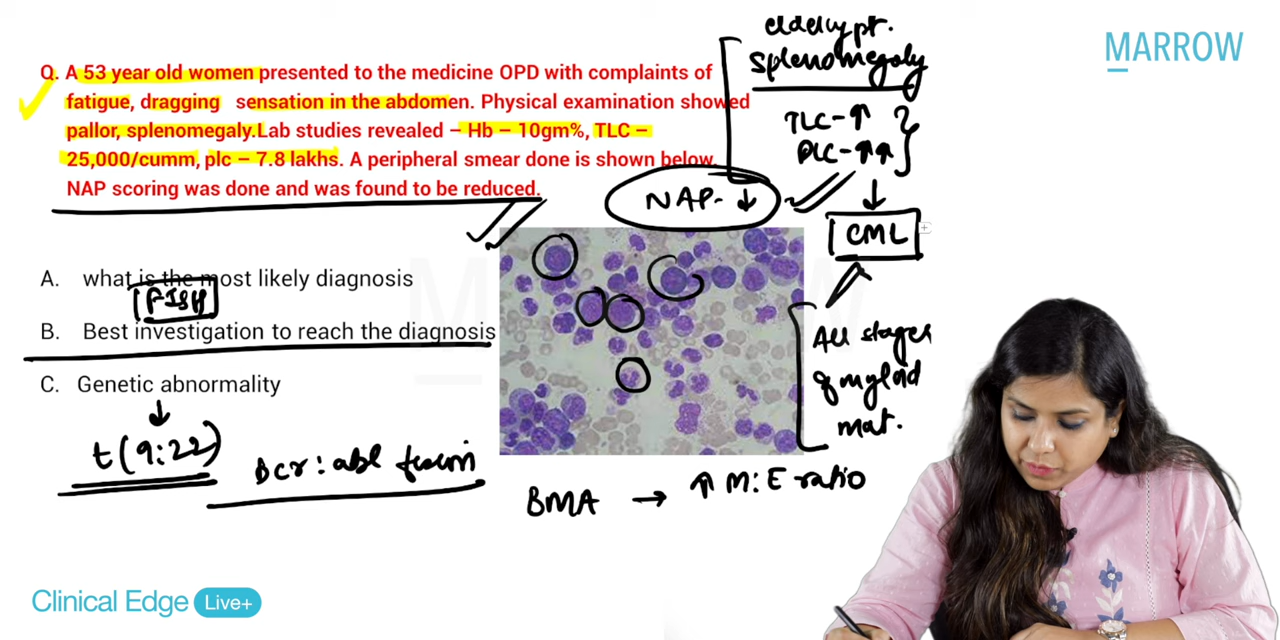 elderly pt.
splenomegaly
MARROW
Q. A 53 year old women presented to the medicine OPD with complaints of
fatigue, dragging sensation in the abdomen. Physical examination showed
pallor, splenomegaly.Lab studies revealed – Hb – 10gm%, TLC –
25,000/cumm, plc – 7.8 lakhs. A peripheral smear done is shown below.
NAP scoring was done and was found to be reduced.
TLC-↑
PLC-↑↑
NAP-↓
CML
A. what is the most likely diagnosis
FISH
B. Best investigation to reach the diagnosis
C. Genetic abnormality
t(9:22)
bcr:abl fusion
All stages
of myloid
mat.
BMA → ↑ M:E ratio
Clinical Edge Live+